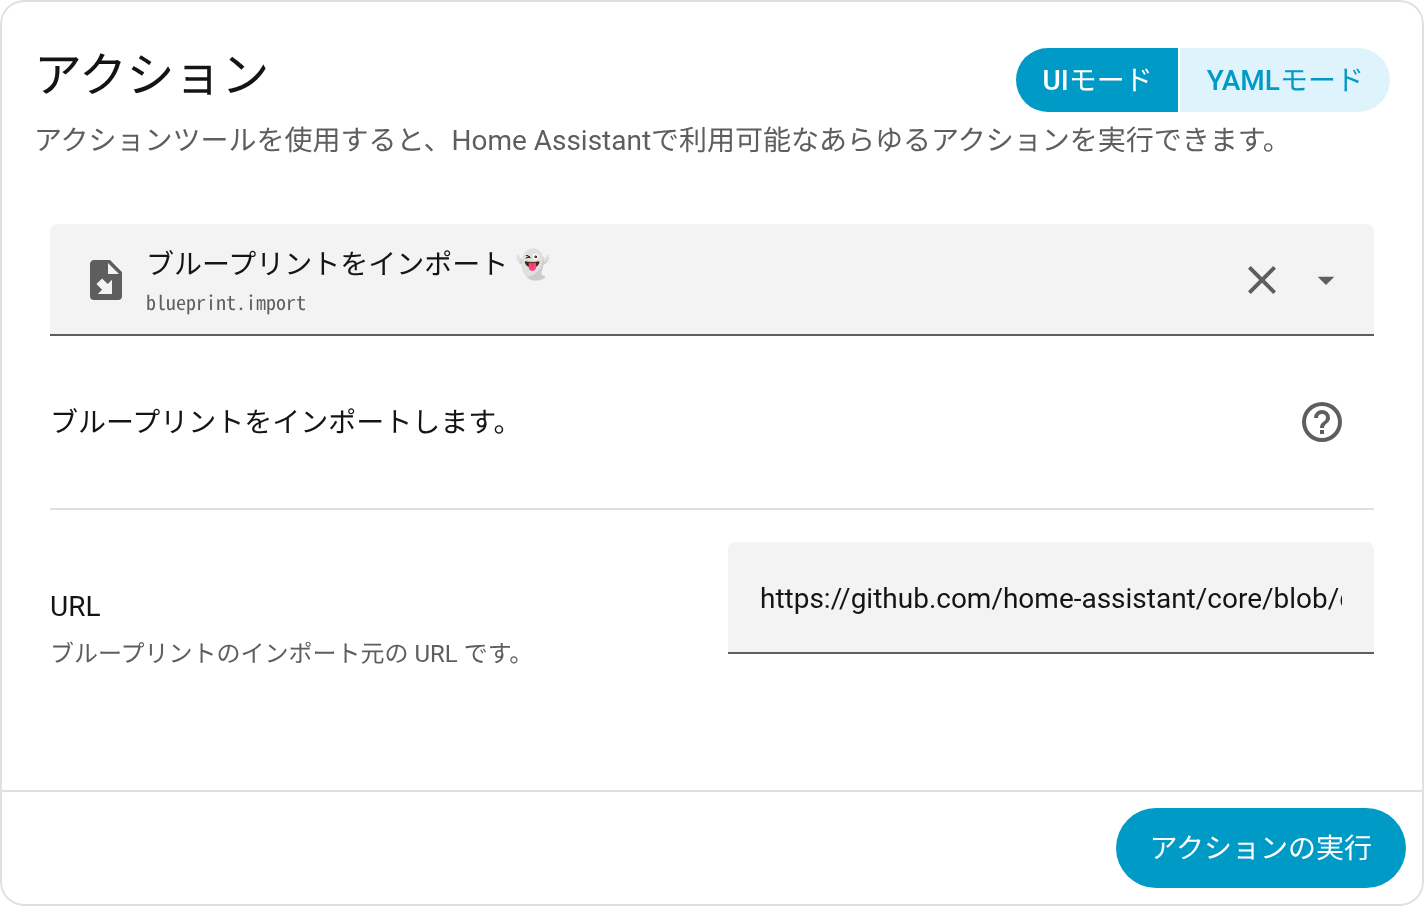 アクション
UIモード
YAMLモード
アクションツールを使用すると、Home Assistantで利用可能なあらゆるアクションを実行できます。
ブループリントをインポート 👻
blueprint.import
ブループリントをインポートします。
URL
ブループリントのインポート元の URL です。
https://github.com/home-assistant/core/blob/
アクションの実行